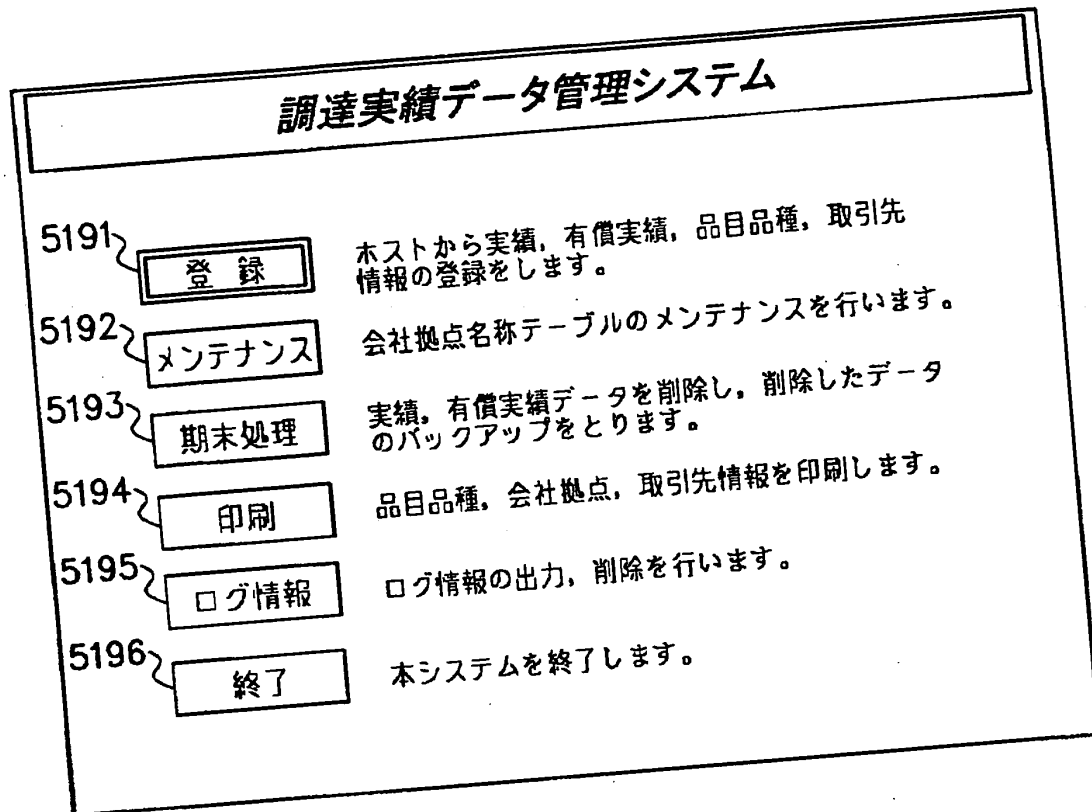 調達実績データ管理システム
5191
登 録
ホストから実績，有償実績，品目品種，取引先
情報の登録をします。
5192
メンテナンス
会社拠点名称テーブルのメンテナンスを行います。
5193
期末処理
実績，有償実績データを削除し，削除したデータ
のバックアップをとります。
5194
印刷
品目品種，会社拠点，取引先情報を印刷します。
5195
ログ情報
ログ情報の出力，削除を行います。
5196
終了
本システムを終了します。